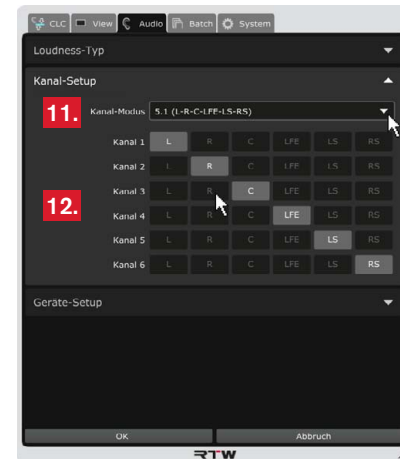 CLC View Audio Batch System
Loudness-Typ
Kanal-Setup
11. Kanal-Modus 5.1 (L-R-C-LFE-LS-RS)
Kanal 1 L R C LFE LS RS
Kanal 2 L R C LFE LS RS
Kanal 3 L R C LFE LS RS
12.
Kanal 4 L R C LFE LS RS
Kanal 5 L R C LFE LS RS
Kanal 6 L R C LFE LS RS
Geräte-Setup
OK Abbruch
RTW